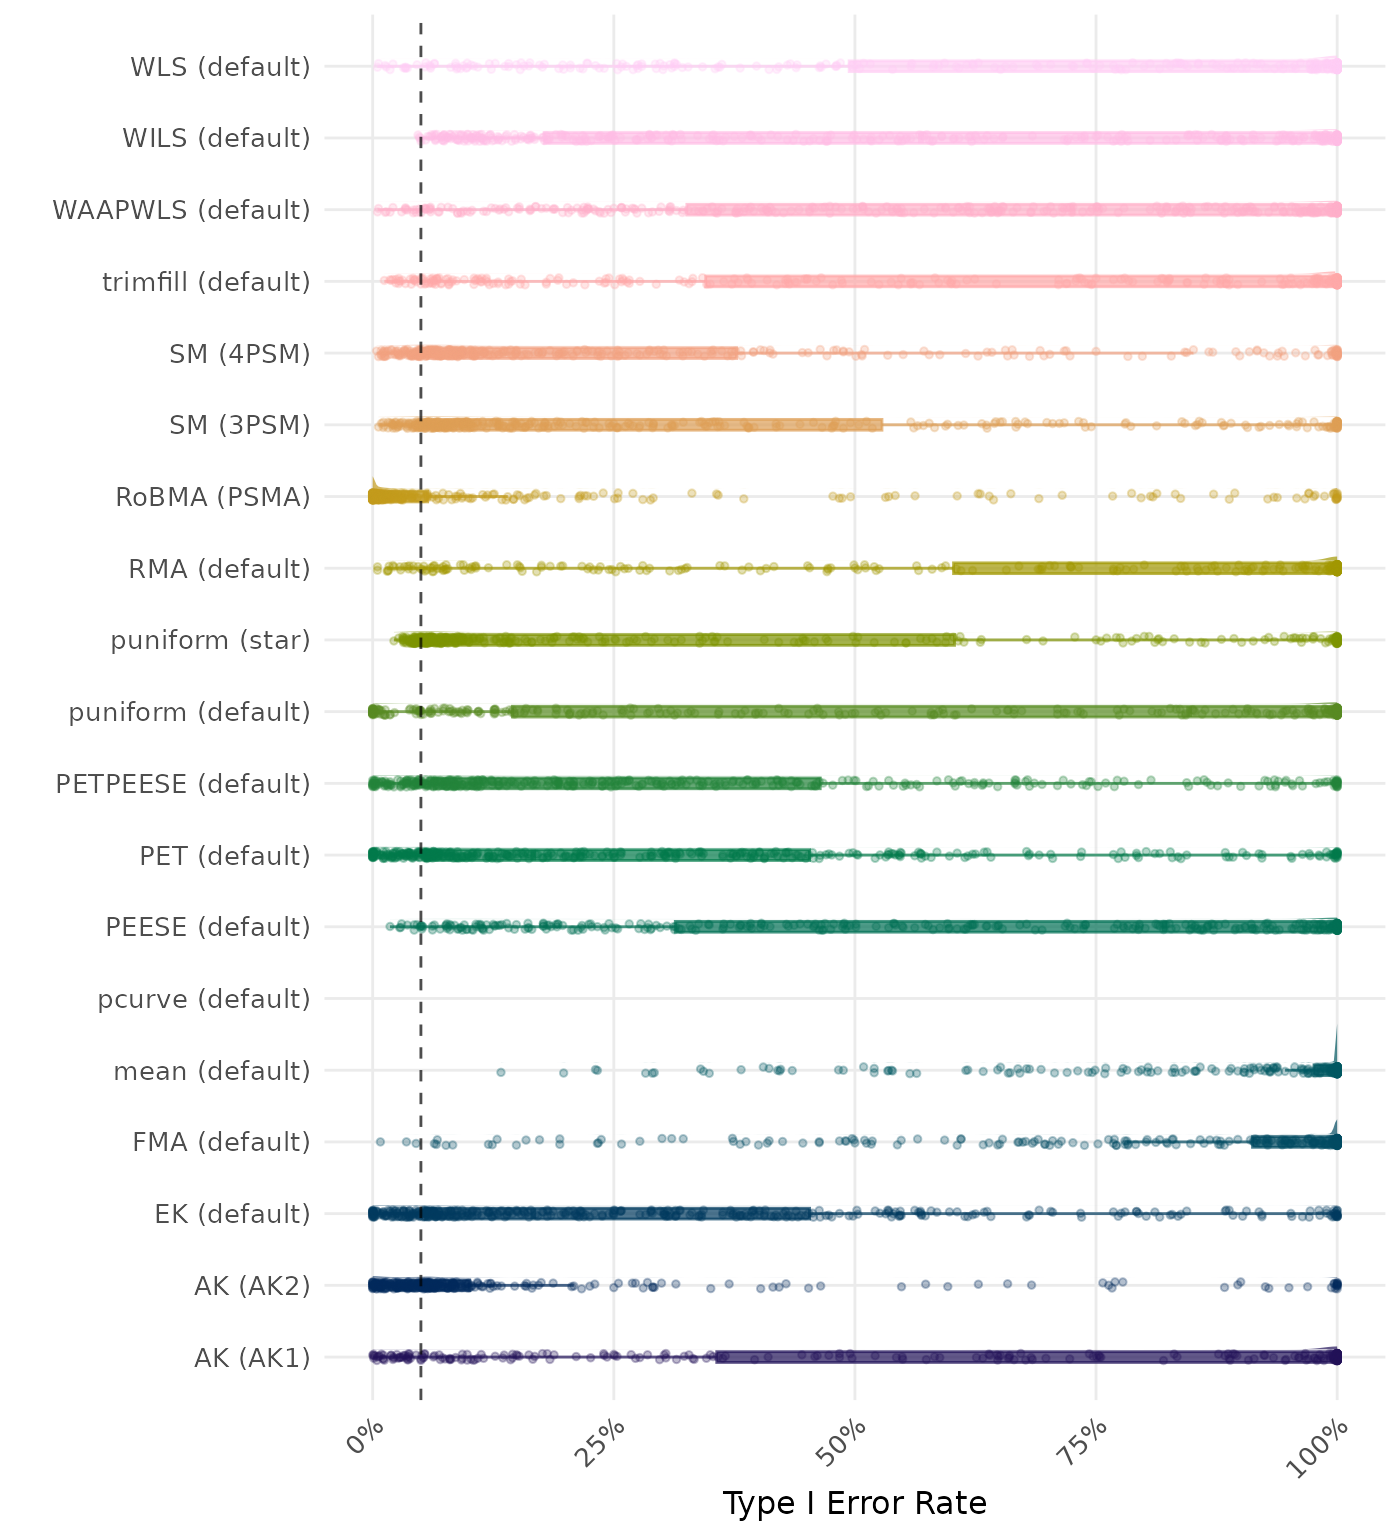 WLS (default)
WILS (default)
WAAPWLS (default)
trimfill (default)
SM (4PSM)
SM (3PSM)
RoBMA (PSMA)
RMA (default)
puniform (star)
puniform (default)
PETPEESE (default)
PET (default)
PEESE (default)
pcurve (default)
mean (default)
FMA (default)
EK (default)
AK (AK2)
AK (AK1)
0%
25%
50%
75%
100%
Type I Error Rate